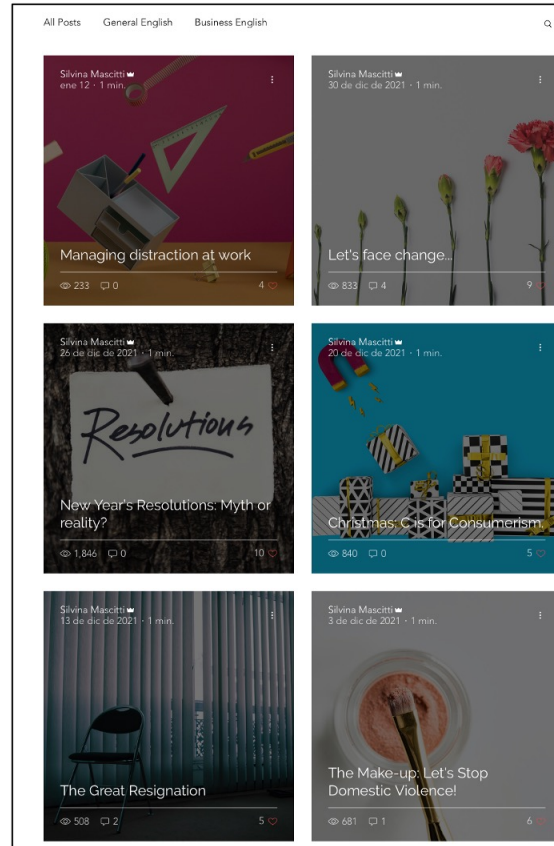 All Posts General English Business English
Silvina Mascitti
ene 12 · 1 min.
Managing distraction at work
233 0 4
Silvina Mascitti
30 de dic de 2021 · 1 min.
Let's face change...
833 4 9
Silvina Mascitti
26 de dic de 2021 · 1 min.
Resolutions
New Year's Resolutions: Myth or
reality?
1,846 0 10
Silvina Mascitti
20 de dic de 2021 · 1 min.
Christmas: C is for Consumerism.
840 0 5
Silvina Mascitti
13 de dic de 2021 · 1 min.
The Great Resignation
508 2 5
Silvina Mascitti
3 de dic de 2021 · 1 min.
The Make-up: Let's Stop
Domestic Violence!
681 1 6